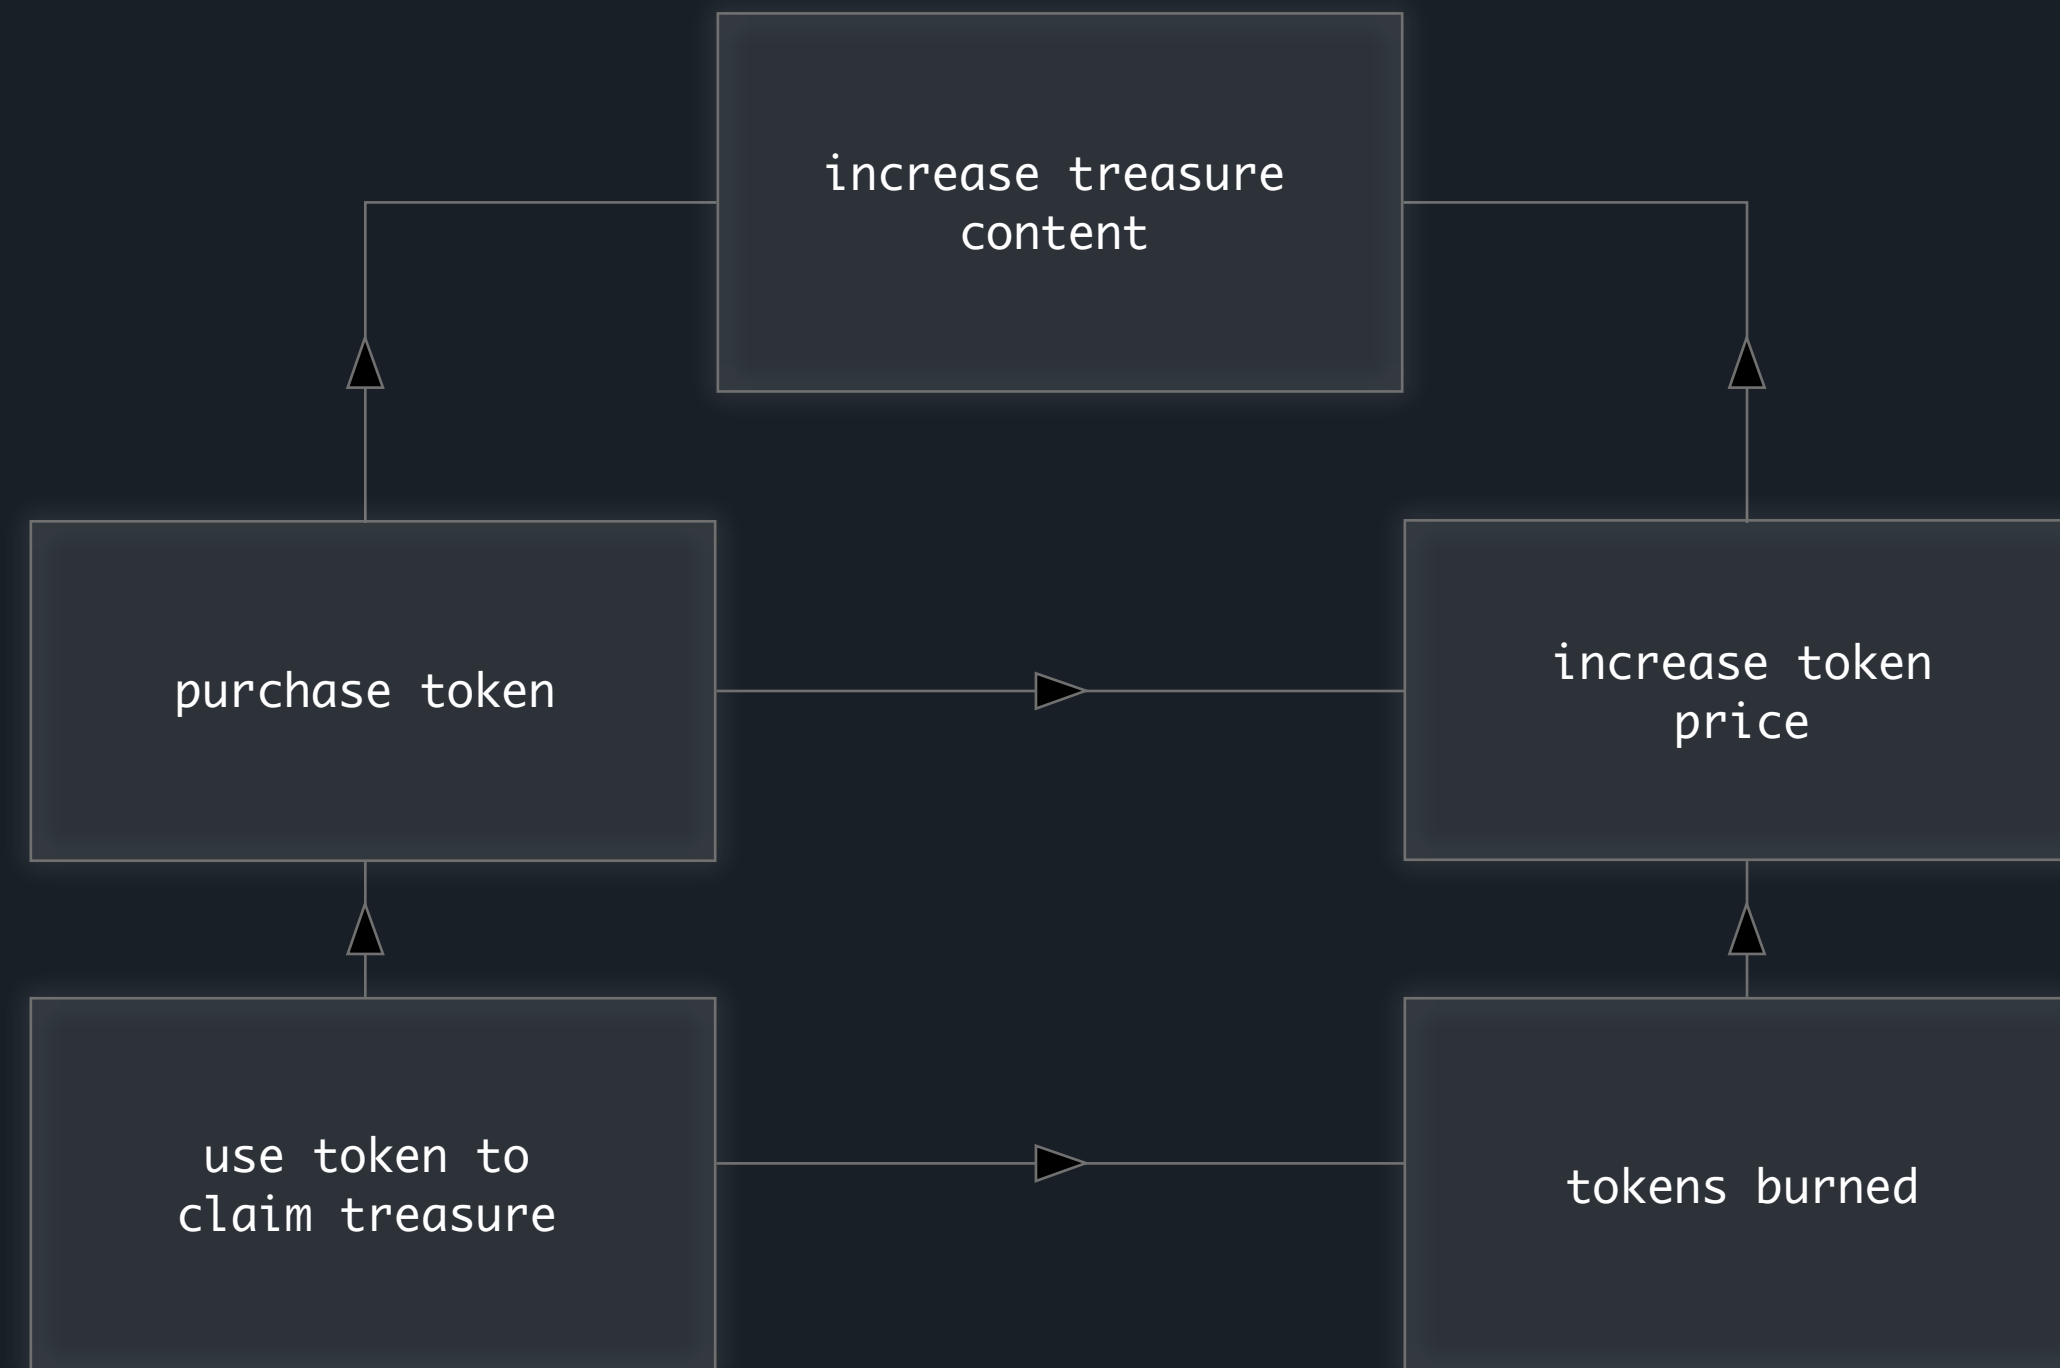 increase treasure
content
purchase token
increase token
price
use token to
claim treasure
tokens burned